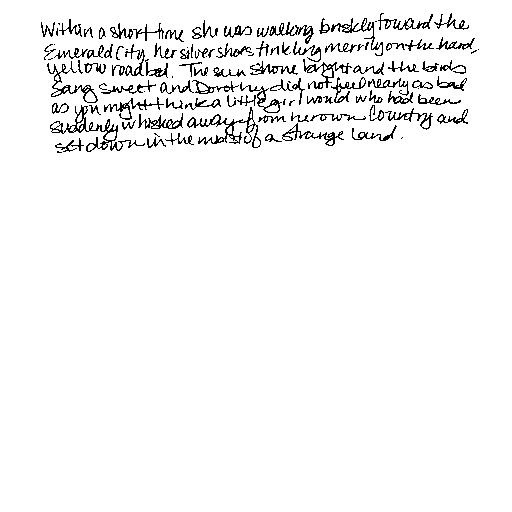 Within a short time she was walking briskly toward the
Emerald City, her silver shoes tinkling merrily on the hard,
yellow roadbed. The sun shone bright and the birds
sang sweet and Dorothy did not feel nearly as bad
as you might think a little girl would who had been
suddenly whisked away from her own country and
set down in the midst of a strange land.